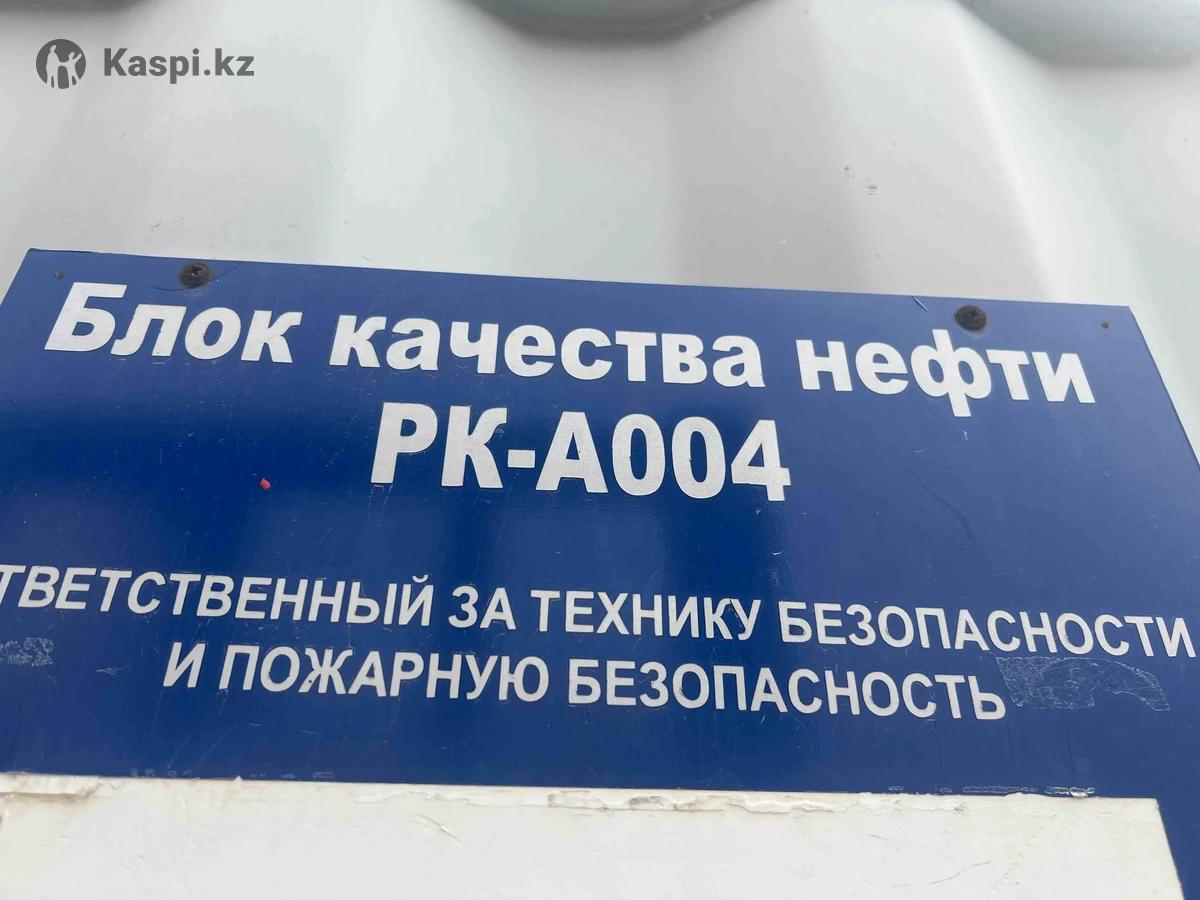 Kaspi.kz
Блок качества нефти
РК-А004
ТВЕТСТВЕННЫЙ ЗА ТЕХНИКУ БЕЗОПАСНОСТИ
И ПОЖАРНУЮ БЕЗОПАСНОСТЬ